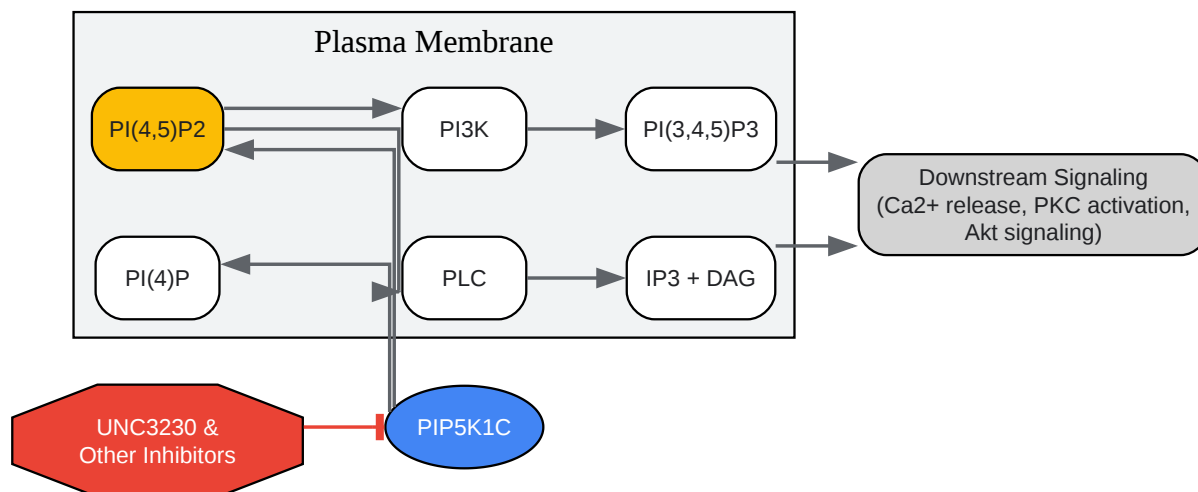 Plasma Membrane
PI(4,5)P2
PI3K
PI(3,4,5)P3
Downstream Signaling
(Ca2+ release, PKC activation,
Akt signaling)
PI(4)P
PLC
IP3 + DAG
UNC3230 &
Other Inhibitors
PIP5K1C